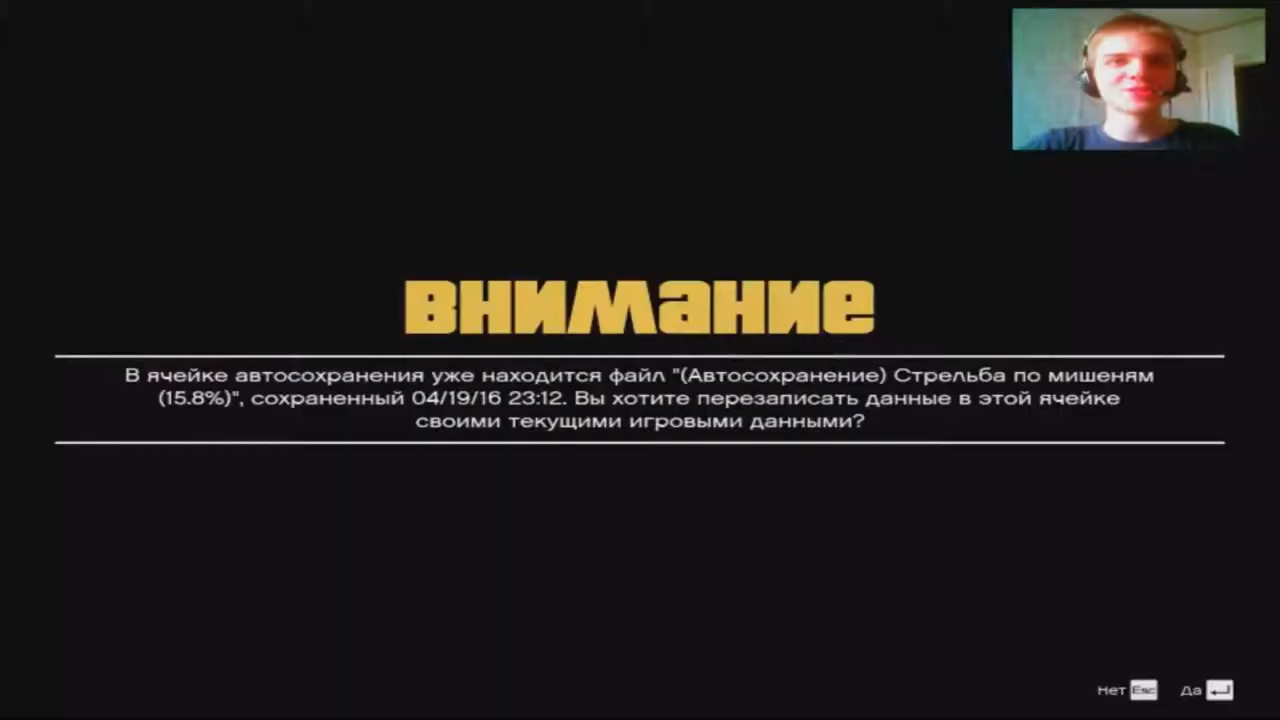 внимание
В ячейке автосохранения уже находится файл "(Автосохранение) Стрельба по мишеням
(15.8%)", сохраненный 04/19/16 23:12. Вы хотите перезаписать данные в этой ячейке
своими текущими игровыми данными?
Нет Esc Да